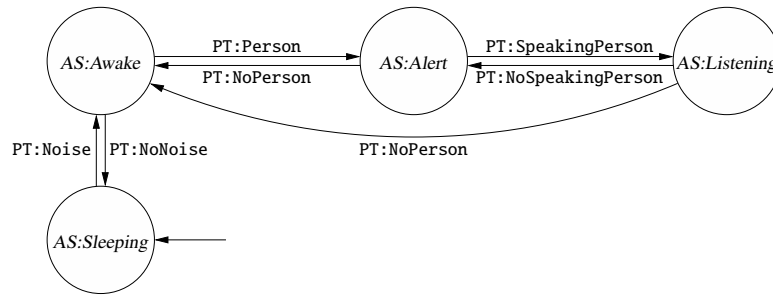 PT:Person
PT:SpeakingPerson
AS:Awake
AS:Alert
AS:Listening
PT:NoPerson
PT:NoSpeakingPerson
PT:Noise
PT:NoNoise
PT:NoPerson
AS:Sleeping